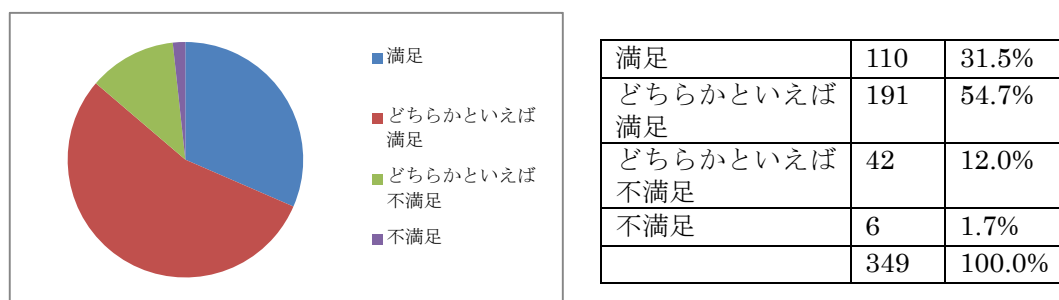 満足
どちらかといえば
満足
どちらかといえば
不満足
不満足
満足 110 31.5%
どちらかといえば 191 54.7%
満足
どちらかといえば 42 12.0%
不満足
不満足 6 1.7%
349 100.0%